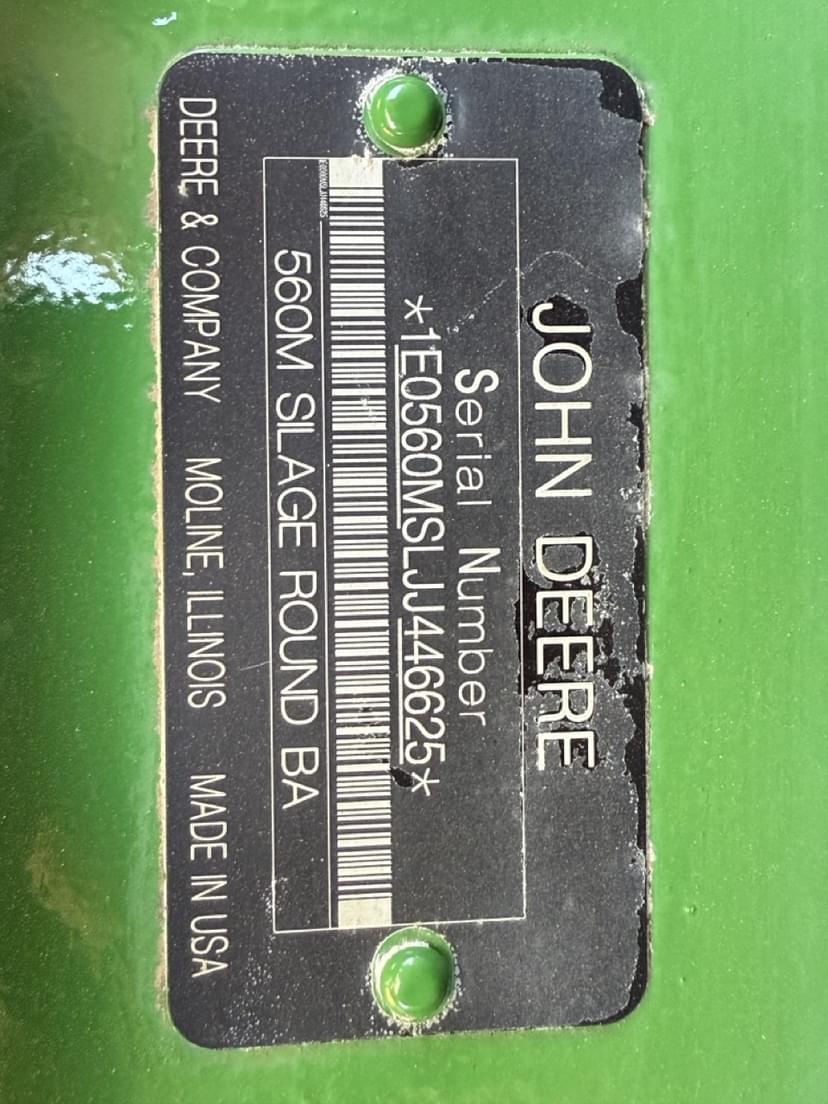 JOHN DEERE
Serial Number
*1E0560MSLJJ446625*
560M SILAGE ROUND BA
DEERE & COMPANY MOLINE, ILLINOIS MADE IN USA